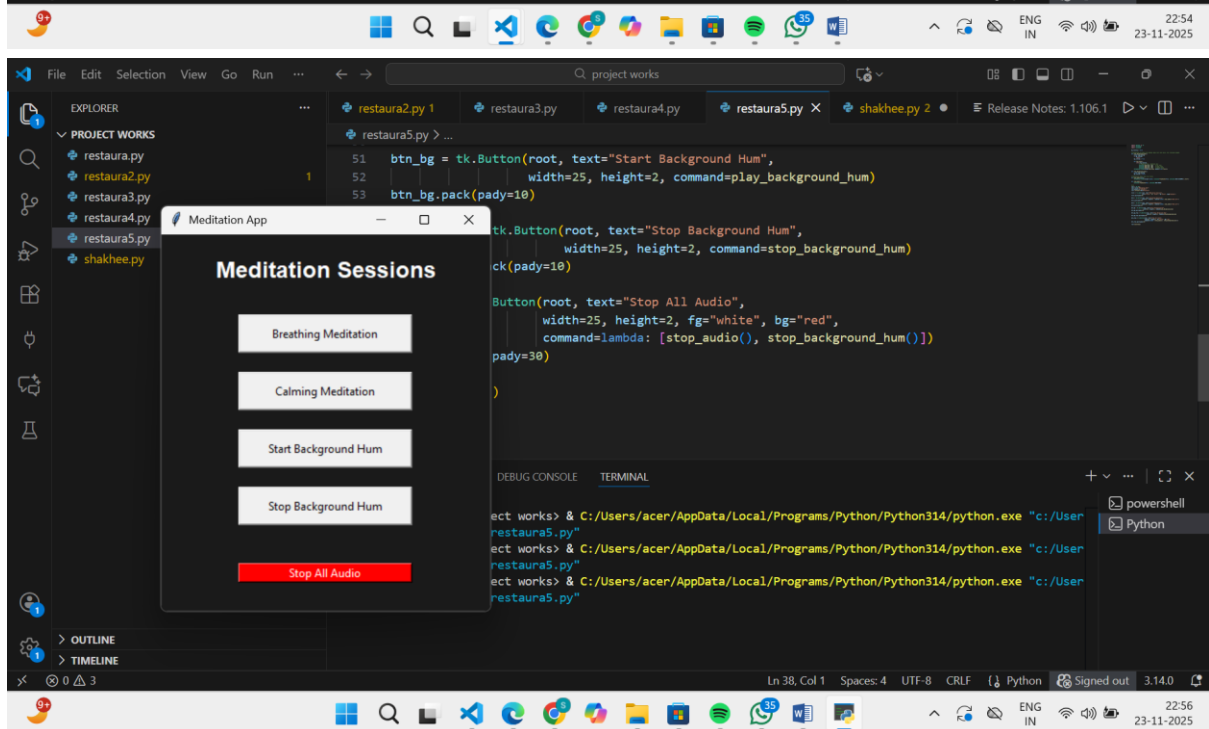 9+
S
35
ENG
IN
22:54
23-11-2025
File Edit Selection View Go Run ...
project works
EXPLORER
PROJECT WORKS
restaura.py
restaura2.py 1
restaura3.py
restaura4.py
restaura5.py
shakhee.py
OUTLINE
TIMELINE
restaura2.py 1 restaura3.py restaura4.py restaura5.py shakhee.py 2 Release Notes: 1.106.1
restaura5.py > ...
51 btn_bg = tk.Button(root, text="Start Background Hum",
52 width=25, height=2, command=play_background_hum)
53 btn_bg.pack(pady=10)
tk.Button(root, text="Stop Background Hum",
width=25, height=2, command=stop_background_hum)
ck(pady=10)
Button(root, text="Stop All Audio",
width=25, height=2, fg="white", bg="red",
command=lambda: [stop_audio(), stop_background_hum()])
pady=30)
)
Meditation App
Meditation Sessions
Breathing Meditation
Calming Meditation
Start Background Hum
Stop Background Hum
Stop All Audio
DEBUG CONSOLE TERMINAL
ect works> & C:/Users/acer/AppData/Local/Programs/Python/Python314/python.exe "c:/User
restaura5.py"
ect works> & C:/Users/acer/AppData/Local/Programs/Python/Python314/python.exe "c:/User
restaura5.py"
ect works> & C:/Users/acer/AppData/Local/Programs/Python/Python314/python.exe "c:/User
restaura5.py"
powershell
Python
0 3 Ln 38, Col 1 Spaces: 4 UTF-8 CRLF Python Signed out 3.14.0
9+
S
35
ENG
IN
22:56
23-11-2025